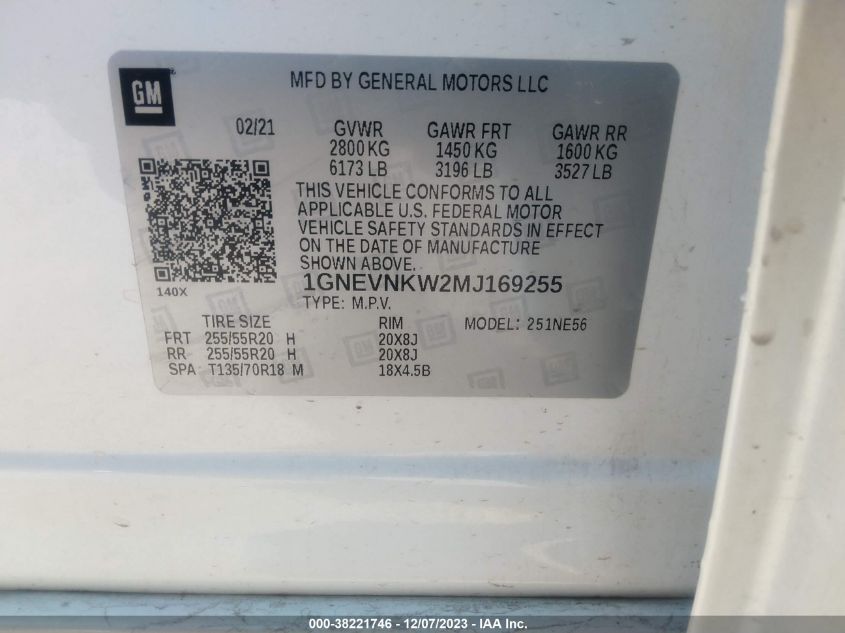 GM
MFD BY GENERAL MOTORS LLC
02/21 GVWR GAWR FRT GAWR RR
2800 KG 1450 KG 1600 KG
6173 LB 3196 LB 3527 LB
THIS VEHICLE CONFORMS TO ALL
APPLICABLE U.S. FEDERAL MOTOR
VEHICLE SAFETY STANDARDS IN EFFECT
ON THE DATE OF MANUFACTURE
SHOWN ABOVE.
140X 1GNEVNKW2MJ169255
TYPE: M.P.V.
TIRE SIZE RIM MODEL: 251NE56
FRT 255/55R20 H 20X8J
RR 255/55R20 H 20X8J
SPA T135/70R18 M 18X4.5B
000-38221746 - 12/07/2023 - IAA Inc.